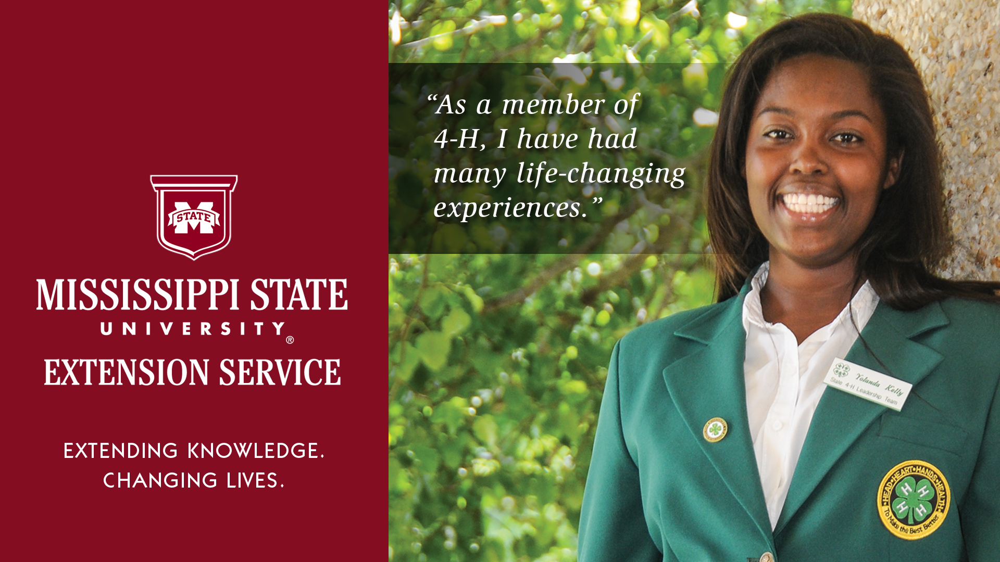 STATE
MISSISSIPPI STATE
UNIVERSITY®
EXTENSION SERVICE
EXTENDING KNOWLEDGE.
CHANGING LIVES.
“As a member of
4-H, I have had
many life-changing
experiences.”
Yolanda Kelly
State 4-H Leadership Team
HEAD•HEART•HANDS•HEALTH
H H
H H
To Make the Best Better